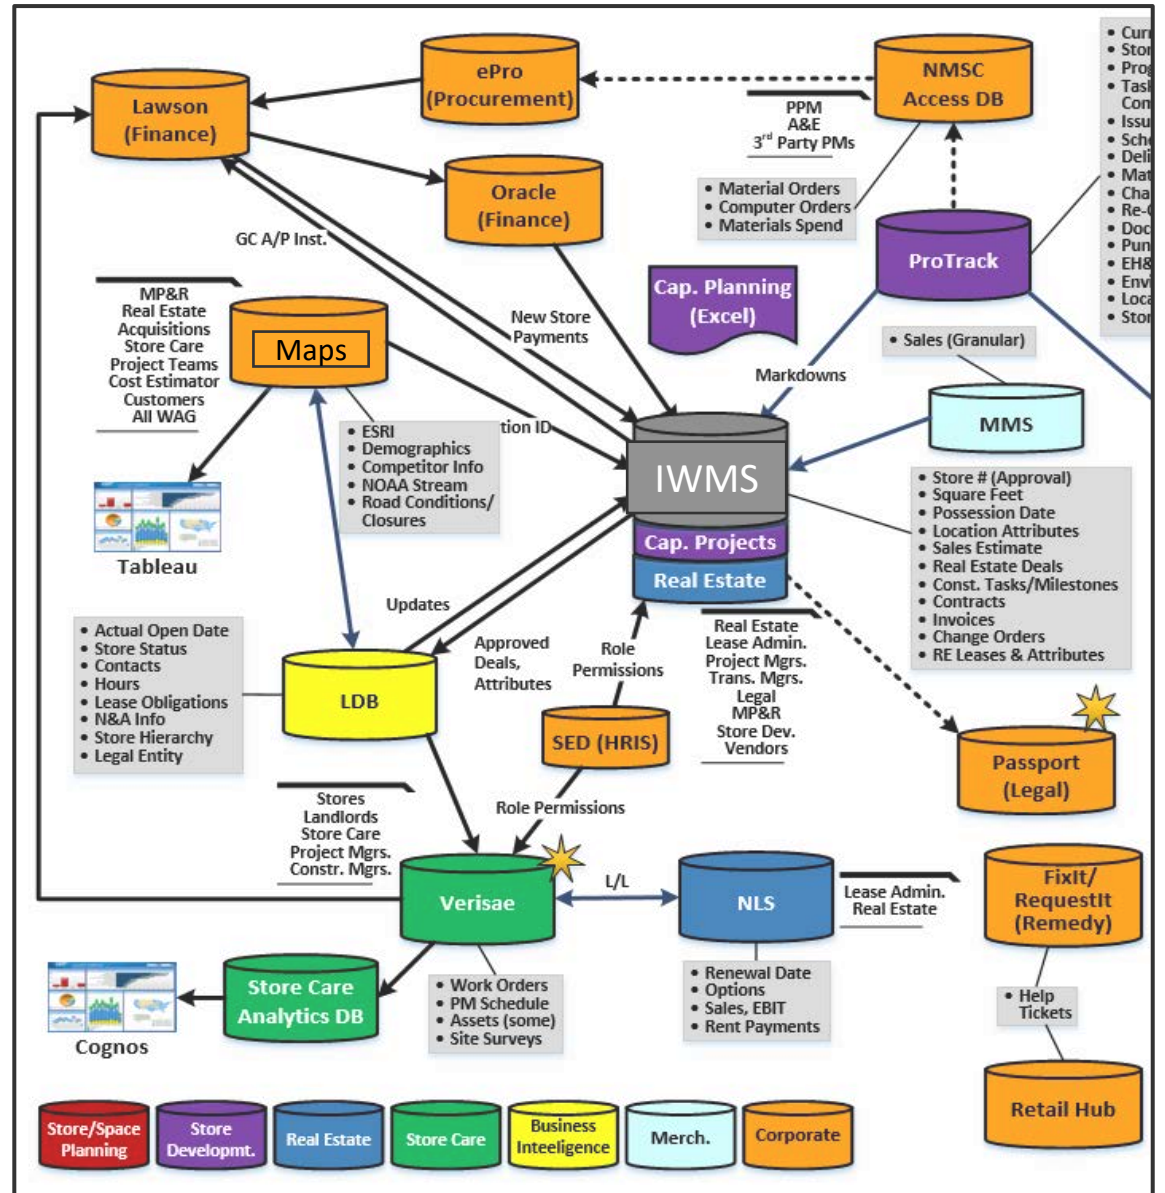 ePro
(Procurement)
Lawson
(Finance)
NMSC
Access DB
PPM
A&E
3rd Party PMs
Oracle
(Finance)
• Material Orders
• Computer Orders
• Materials Spend
ProTrack
GC A/P Inst.
MP&R
Real Estate
Acquisitions
Store Care
Project Teams
Cost Estimator
Customers
All WAG
Maps
New Store
Payments
Cap. Planning
(Excel)
• Sales (Granular)
Markdowns
MMS
• ESRI
• Demographics
• Competitor Info
• NOAA Stream
• Road Conditions/
Closures
tion ID
IWMS
Cap. Projects
Real Estate
• Store # (Approval)
• Square Feet
• Possession Date
• Location Attributes
• Sales Estimate
• Real Estate Deals
• Const. Tasks/Milestones
• Contracts
• Invoices
• Change Orders
• RE Leases & Attributes
Tableau
Updates
• Actual Open Date
• Store Status
• Contacts
• Hours
• Lease Obligations
• N&A Info
• Store Hierarchy
• Legal Entity
LDB
Approved
Deals,
Attributes
Role
Permissions
Real Estate
Lease Admin.
Project Mgrs.
Trans. Mgrs.
Legal
MP&R
Store Dev.
Vendors
SED (HRIS)
Passport
(Legal)
Stores
Landlords
Store Care
Project Mgrs.
Constr. Mgrs.
Role Permissions
Verisae
L/L
NLS
Lease Admin.
Real Estate
FixIt/
RequestIt
(Remedy)
Store Care
Analytics DB
Cognos
• Work Orders
• PM Schedule
• Assets (some)
• Site Surveys
• Renewal Date
• Options
• Sales, EBIT
• Rent Payments
• Help
Tickets
Retail Hub
Store/Space
Planning
Store
Developmt.
Real Estate
Store Care
Business
Inteeligence
Merch.
Corporate